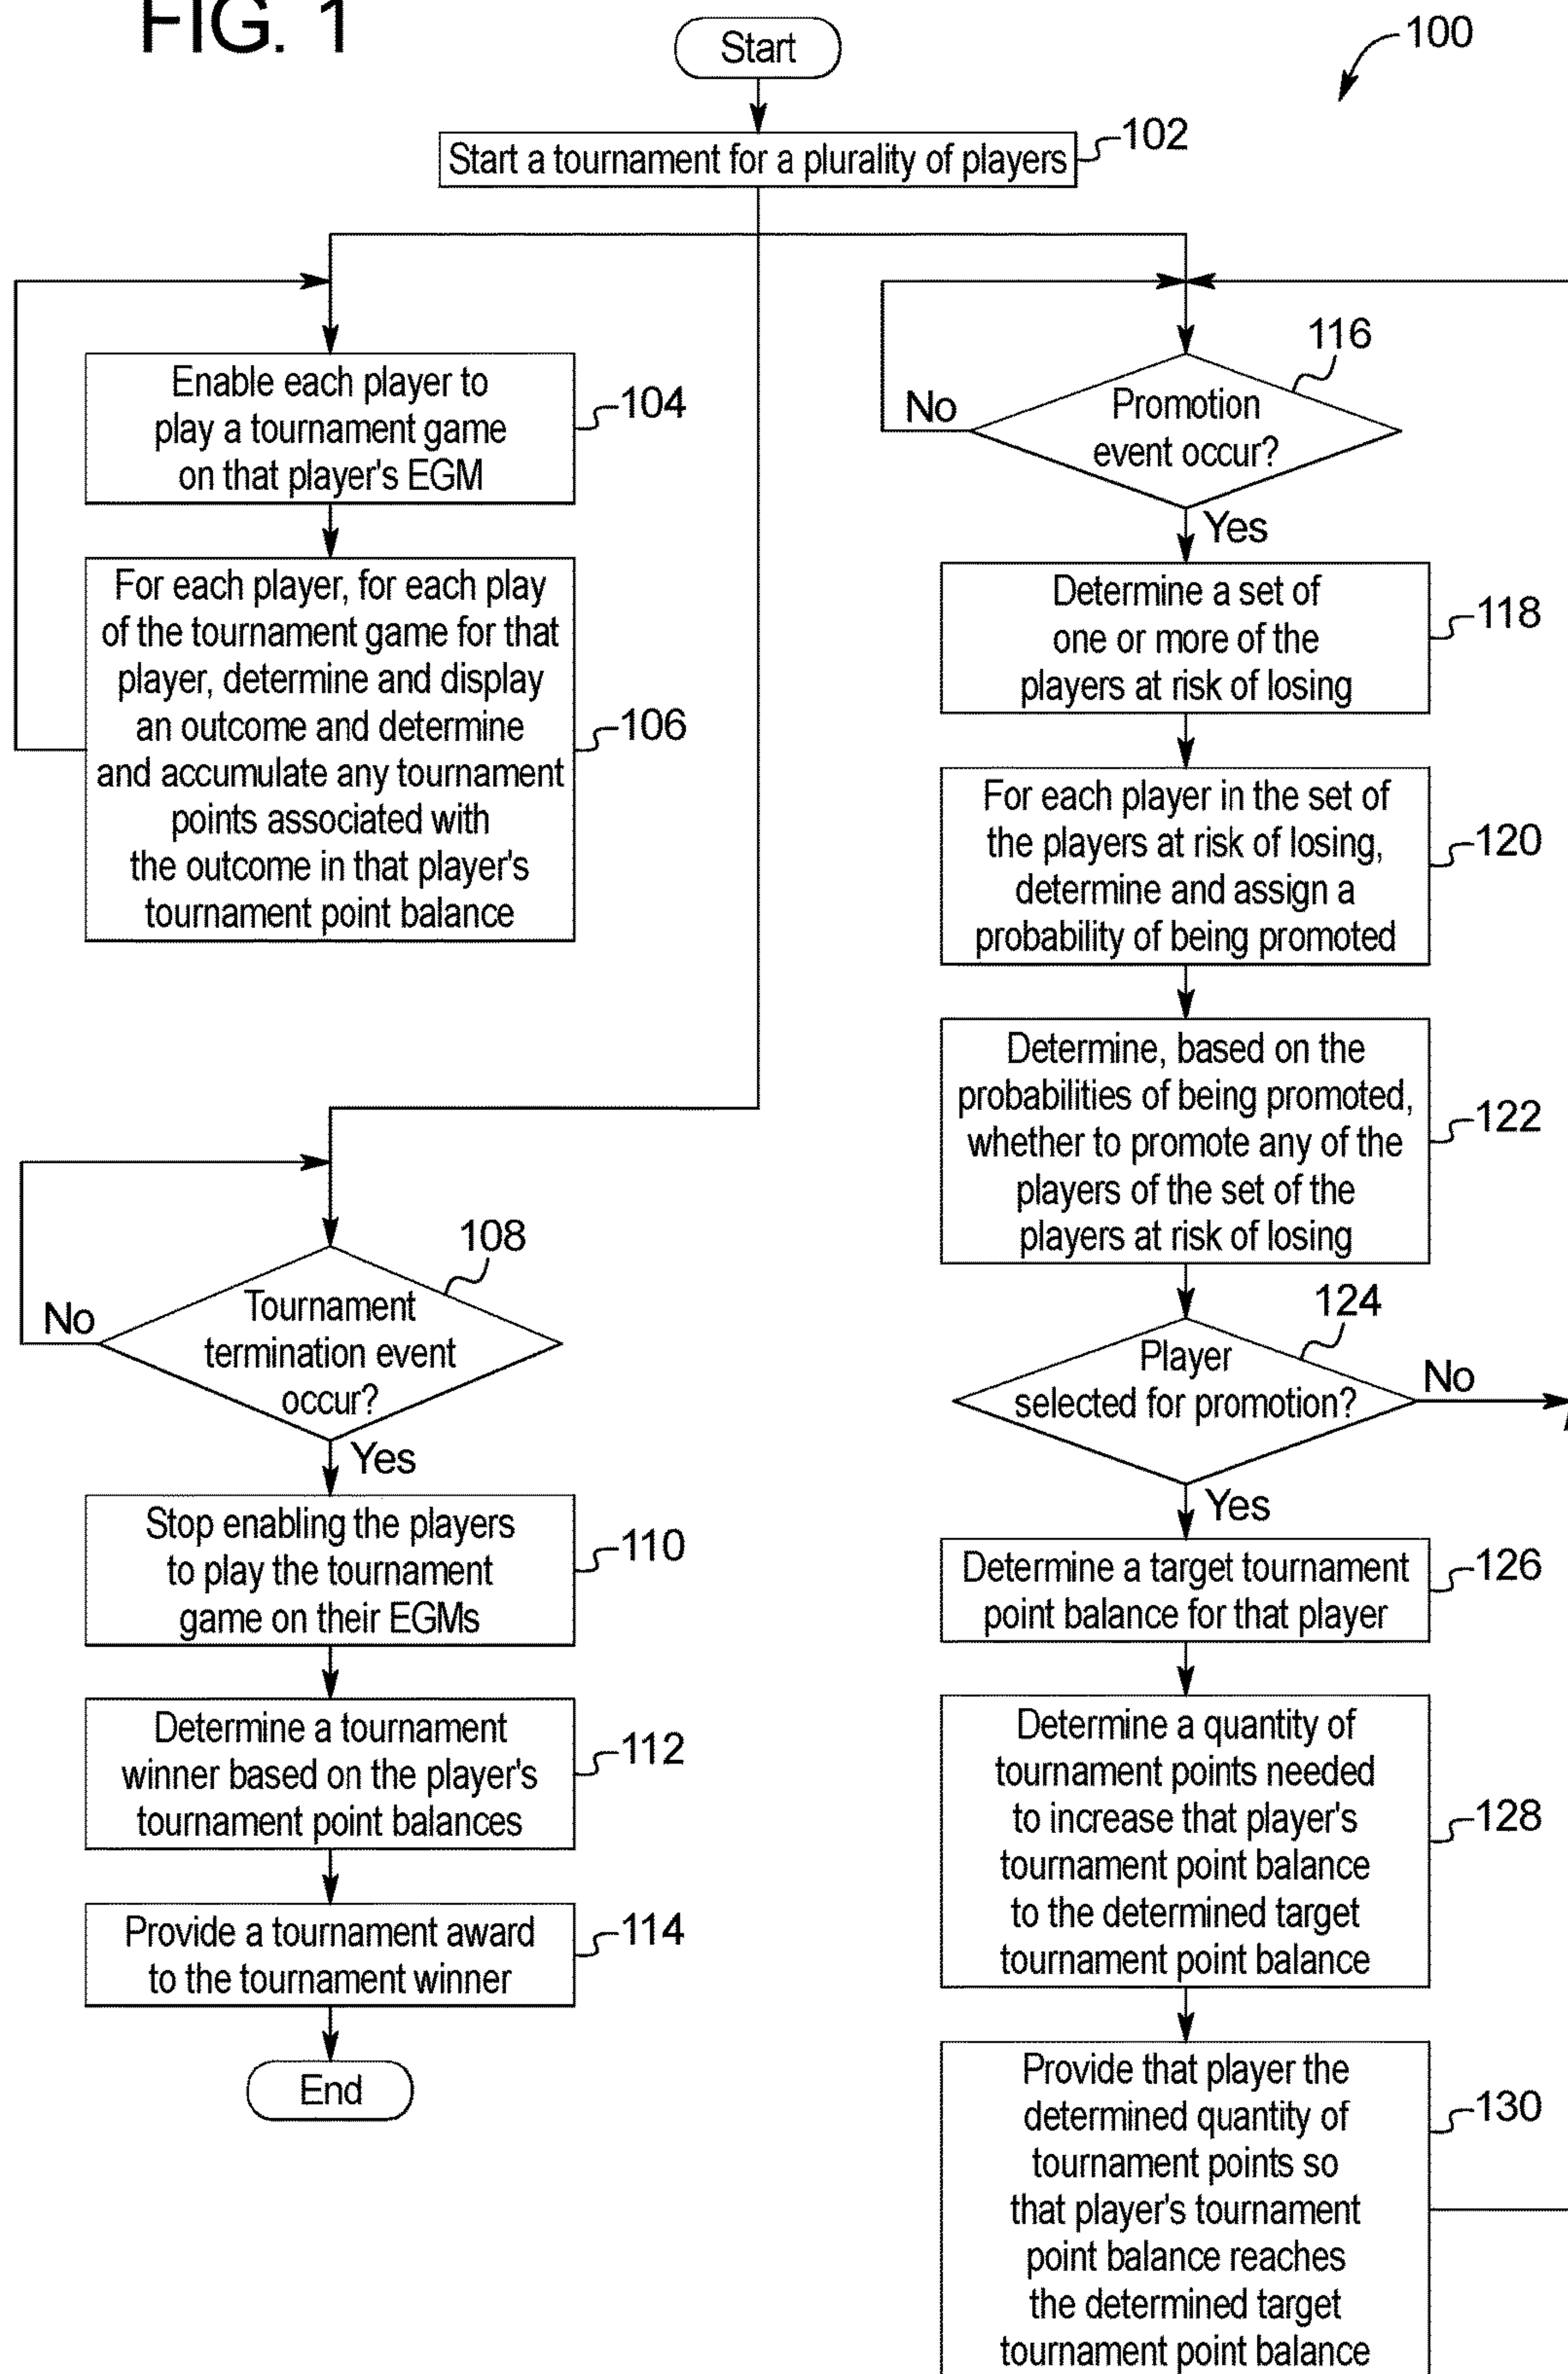 FIG. 1
Start
100
Start a tournament for a plurality of players
102
Enable each player to
play a tournament game
on that player's EGM
104
For each player, for each play
of the tournament game for that
player, determine and display
an outcome and determine
and accumulate any tournament
points associated with
the outcome in that player's
tournament point balance
106
108
Tournament
termination event
occur?
No
Yes
Stop enabling the players
to play the tournament
game on their EGMs
110
Determine a tournament
winner based on the player's
tournament point balances
112
Provide a tournament award
to the tournament winner
114
End
116
Promotion
event occur?
No
Yes
Determine a set of
one or more of the
players at risk of losing
118
For each player in the set of
the players at risk of losing,
determine and assign a
probability of being promoted
120
Determine, based on the
probabilities of being promoted,
whether to promote any of the
players of the set of the
players at risk of losing
122
124
Player
selected for promotion?
No
Yes
Determine a target tournament
point balance for that player
126
Determine a quantity of
tournament points needed
to increase that player's
tournament point balance
to the determined target
tournament point balance
128
Provide that player the
determined quantity of
tournament points so
that player's tournament
point balance reaches
the determined target
tournament point balance
130